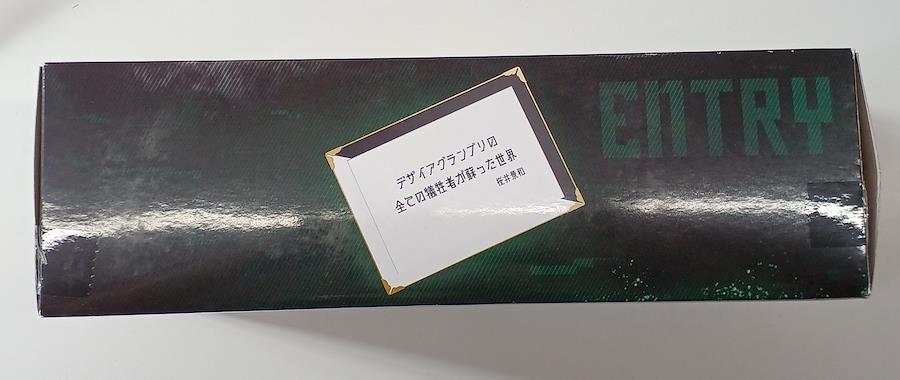 ENTRY
デザイアグランプリの
全ての犠牲者が蘇った世界
桜井景和